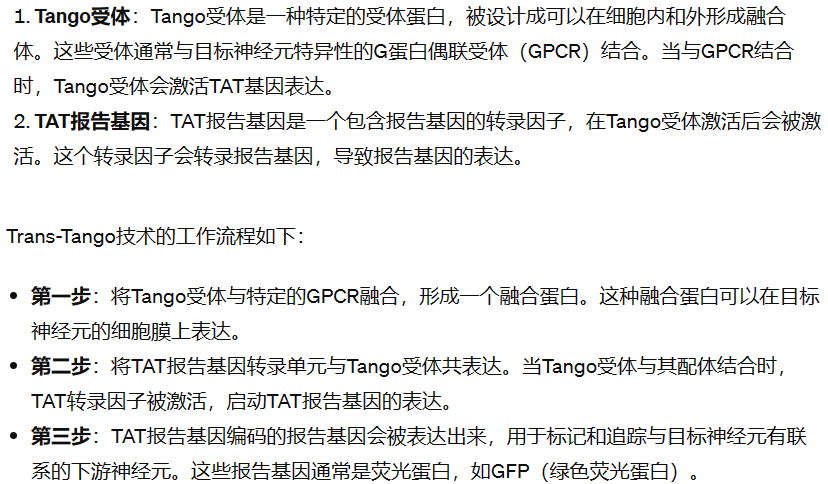 1. Tango受体：Tango受体是一种特定的受体蛋白，被设计成可以在细胞内和外形成融合
体。这些受体通常与目标神经元特异性的G蛋白偶联受体（GPCR）结合。当与GPCR结合
时，Tango受体会激活TAT基因表达。
2. TAT报告基因：TAT报告基因是一个包含报告基因的转录因子，在Tango受体激活后会被激
活。这个转录因子会转录报告基因，导致报告基因的表达。
Trans-Tango技术的工作流程如下：
• 第一步：将Tango受体与特定的GPCR融合，形成一个融合蛋白。这种融合蛋白可以在目标
神经元的细胞膜上表达。
• 第二步：将TAT报告基因转录单元与Tango受体共表达。当Tango受体与其配体结合时，
TAT转录因子被激活，启动TAT报告基因的表达。
• 第三步：TAT报告基因编码的报告基因会被表达出来，用于标记和追踪与目标神经元有联
系的下游神经元。这些报告基因通常是荧光蛋白，如GFP（绿色荧光蛋白）。